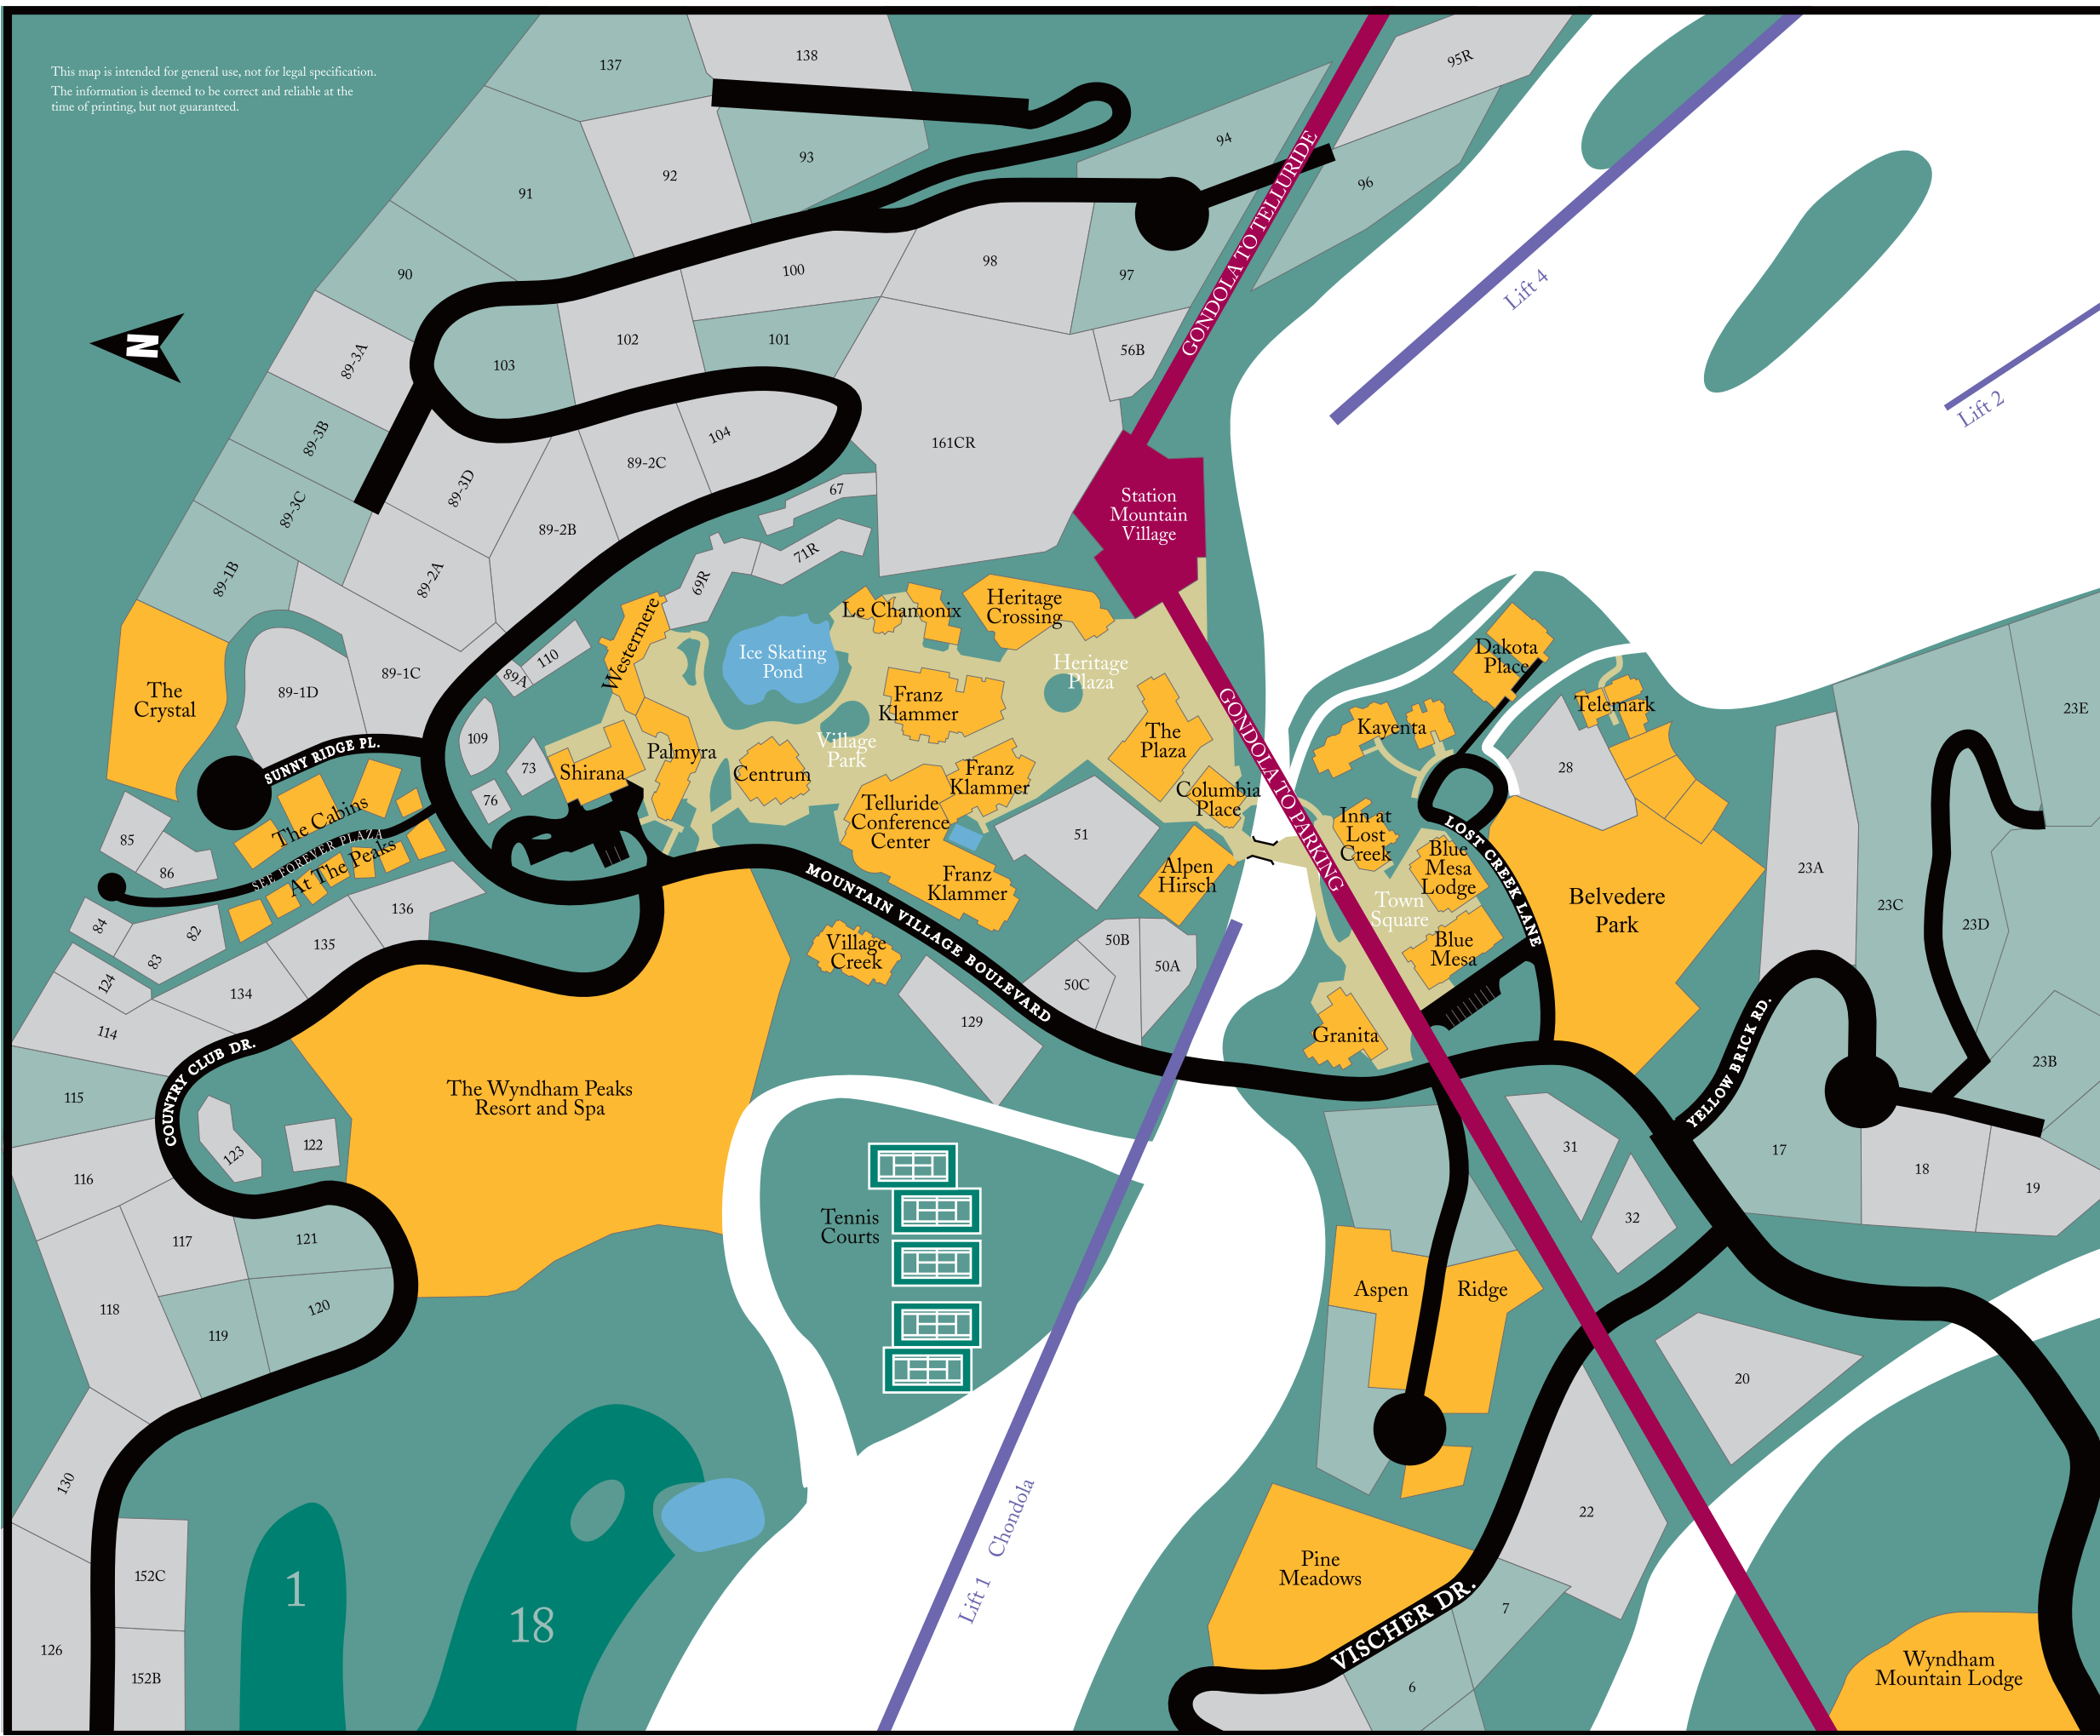 This map is intended for general use, not for legal specification.
The information is deemed to be correct and reliable at the
time of printing, but not guaranteed.
N
137
138
95R
91
92
93
94
96
90
100
98
97
89-3A
103
102
101
56B
GONDOLA TO TELLURIDE
Lift 4
Lift 2
89-3B
89-3C
89-3D
89-2C
104
161CR
67
Station
Mountain
Village
89-1B
89-2A
89-2B
71R
69R
Le Chamonix
Heritage
Crossing
Westermere
Ice Skating
Pond
Heritage
Plaza
The
Crystal
89-1D
89-1C
89A
110
109
73
76
Shirana
Palmyra
Centrum
Village
Park
Franz
Klammer
Franz
Klammer
Telluride
Conference
Center
Franz
Klammer
The
Plaza
Columbia
Place
51
Alpen
Hirsch
GONDOLA TO PARKING
Dakota
Place
Kayenta
Telemark
28
23E
SUNNY RIDGE PL.
The Cabins
SEE FOREVER PLAZA
At The Peaks
85
86
84
82
83
124
136
135
134
114
MOUNTAIN VILLAGE BOULEVARD
Village
Creek
129
50C
50B
50A
Inn at
Lost
Creek
Blue
Mesa
Lodge
LOST CREEK LANE
Town
Square
Blue
Mesa
Granita
Belvedere
Park
23A
23C
23D
23B
YELLOW BRICK RD.
COUNTRY CLUB DR.
115
116
123
122
The Wyndham Peaks
Resort and Spa
117
121
118
119
120
Tennis
Courts
31
32
17
18
19
Aspen
Ridge
20
22
130
126
152C
152B
1
18
Lift 1
Chondola
Pine
Meadows
VISCHER DR.
7
6
Wyndham
Mountain Lodge